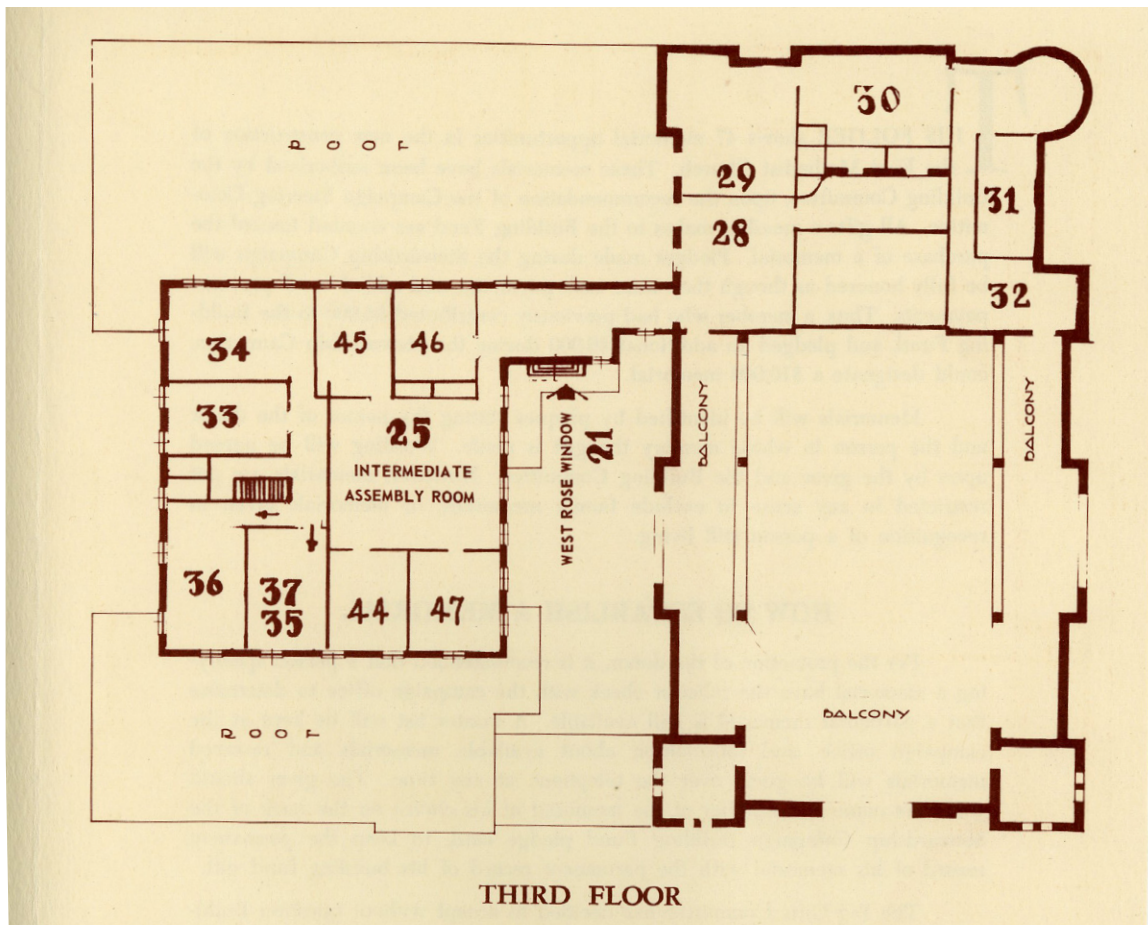 ROOF
30
29
31
28
32
34
45
46
33
25
INTERMEDIATE
ASSEMBLY ROOM
WEST ROSE WINDOW
21
BALCONY
BALCONY
36
37
35
44
47
BALCONY
ROOF
THIRD FLOOR